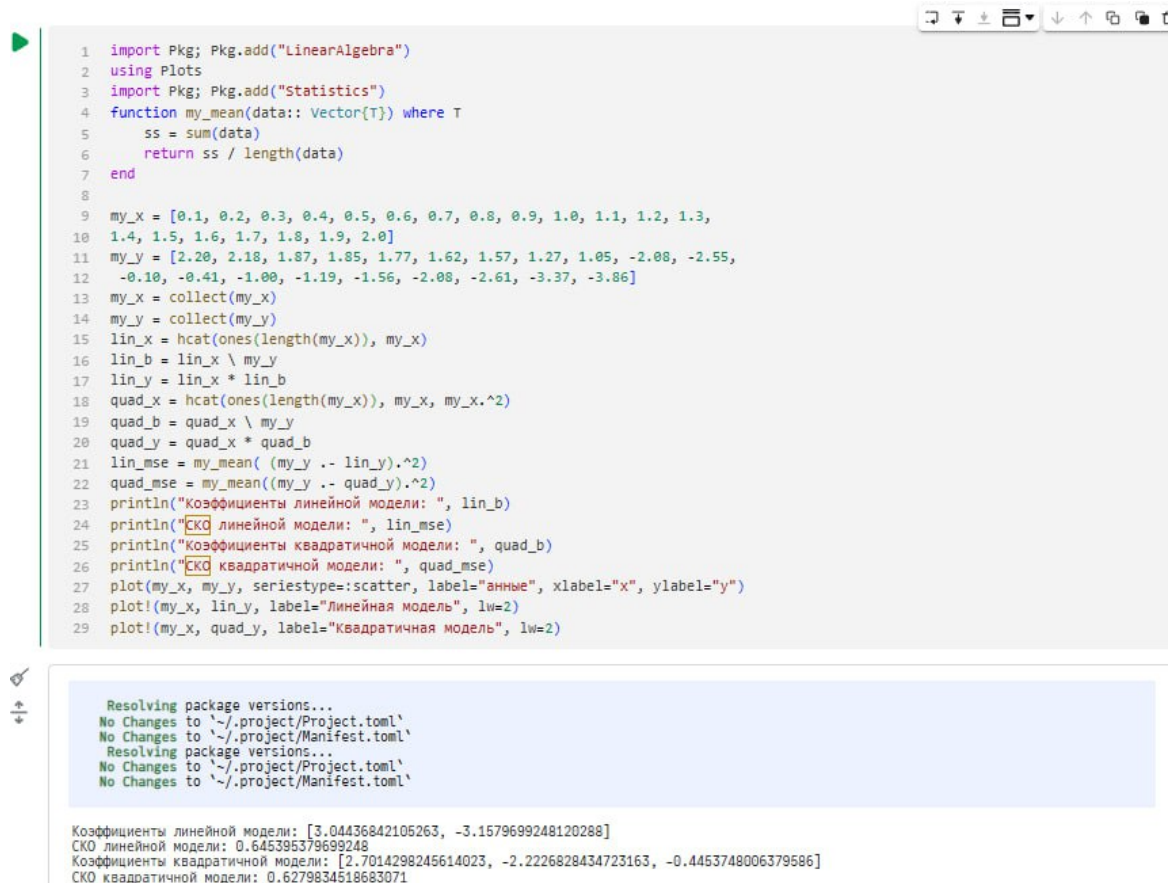 1 import Pkg; Pkg.add("LinearAlgebra")
2 using Plots
3 import Pkg; Pkg.add("Statistics")
4 function my_mean(data:: Vector{T}) where T
5     ss = sum(data)
6     return ss / length(data)
7 end
8
9 my_x = [0.1, 0.2, 0.3, 0.4, 0.5, 0.6, 0.7, 0.8, 0.9, 1.0, 1.1, 1.2, 1.3,
10 1.4, 1.5, 1.6, 1.7, 1.8, 1.9, 2.0]
11 my_y = [2.20, 2.18, 1.87, 1.85, 1.77, 1.62, 1.57, 1.27, 1.05, -2.08, -2.55,
12  -0.10, -0.41, -1.00, -1.19, -1.56, -2.08, -2.61, -3.37, -3.86]
13 my_x = collect(my_x)
14 my_y = collect(my_y)
15 lin_x = hcat(ones(length(my_x)), my_x)
16 lin_b = lin_x \ my_y
17 lin_y = lin_x * lin_b
18 quad_x = hcat(ones(length(my_x)), my_x, my_x.^2)
19 quad_b = quad_x \ my_y
20 quad_y = quad_x * quad_b
21 lin_mse = my_mean( (my_y .- lin_y).^2)
22 quad_mse = my_mean((my_y .- quad_y).^2)
23 println("Коэффициенты линейной модели: ", lin_b)
24 println("СКО линейной модели: ", lin_mse)
25 println("Коэффициенты квадратичной модели: ", quad_b)
26 println("СКО квадратичной модели: ", quad_mse)
27 plot(my_x, my_y, seriestype=:scatter, label="анные", xlabel="x", ylabel="y")
28 plot!(my_x, lin_y, label="Линейная модель", lw=2)
29 plot!(my_x, quad_y, label="Квадратичная модель", lw=2)
Resolving package versions...
No Changes to `~/.project/Project.toml`
No Changes to `~/.project/Manifest.toml`
Resolving package versions...
No Changes to `~/.project/Project.toml`
No Changes to `~/.project/Manifest.toml`
Коэффициенты линейной модели: [3.04436842105263, -3.1579699248120288]
СКО линейной модели: 0.645395379699248
Коэффициенты квадратичной модели: [2.7014298245614023, -2.2226828434723163, -0.4453748006379586]
СКО квадратичной модели: 0.6279834518683071